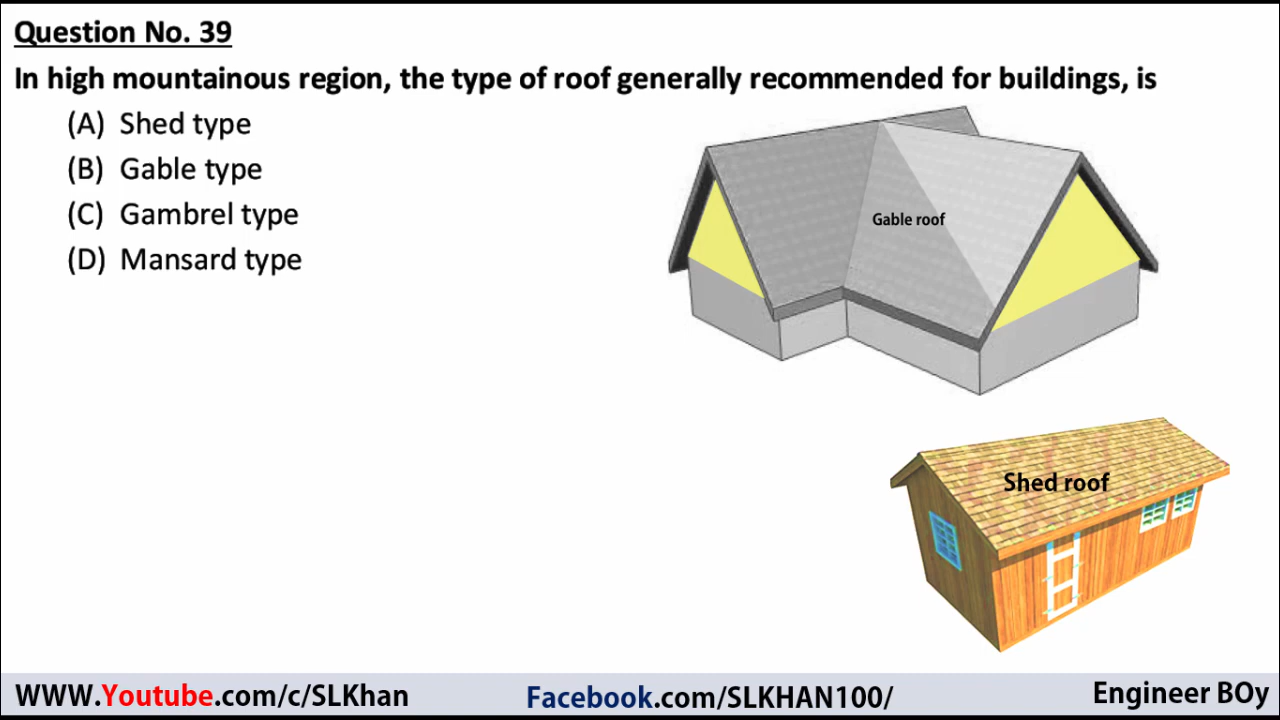 Question No. 39
In high mountainous region, the type of roof generally recommended for buildings, is
(A) Shed type
(B) Gable type
(C) Gambrel type
(D) Mansard type
Gable roof
Shed roof
WWW.Youtube.com/c/SLKhan
Facebook.com/SLKHAN100/
Engineer BOy